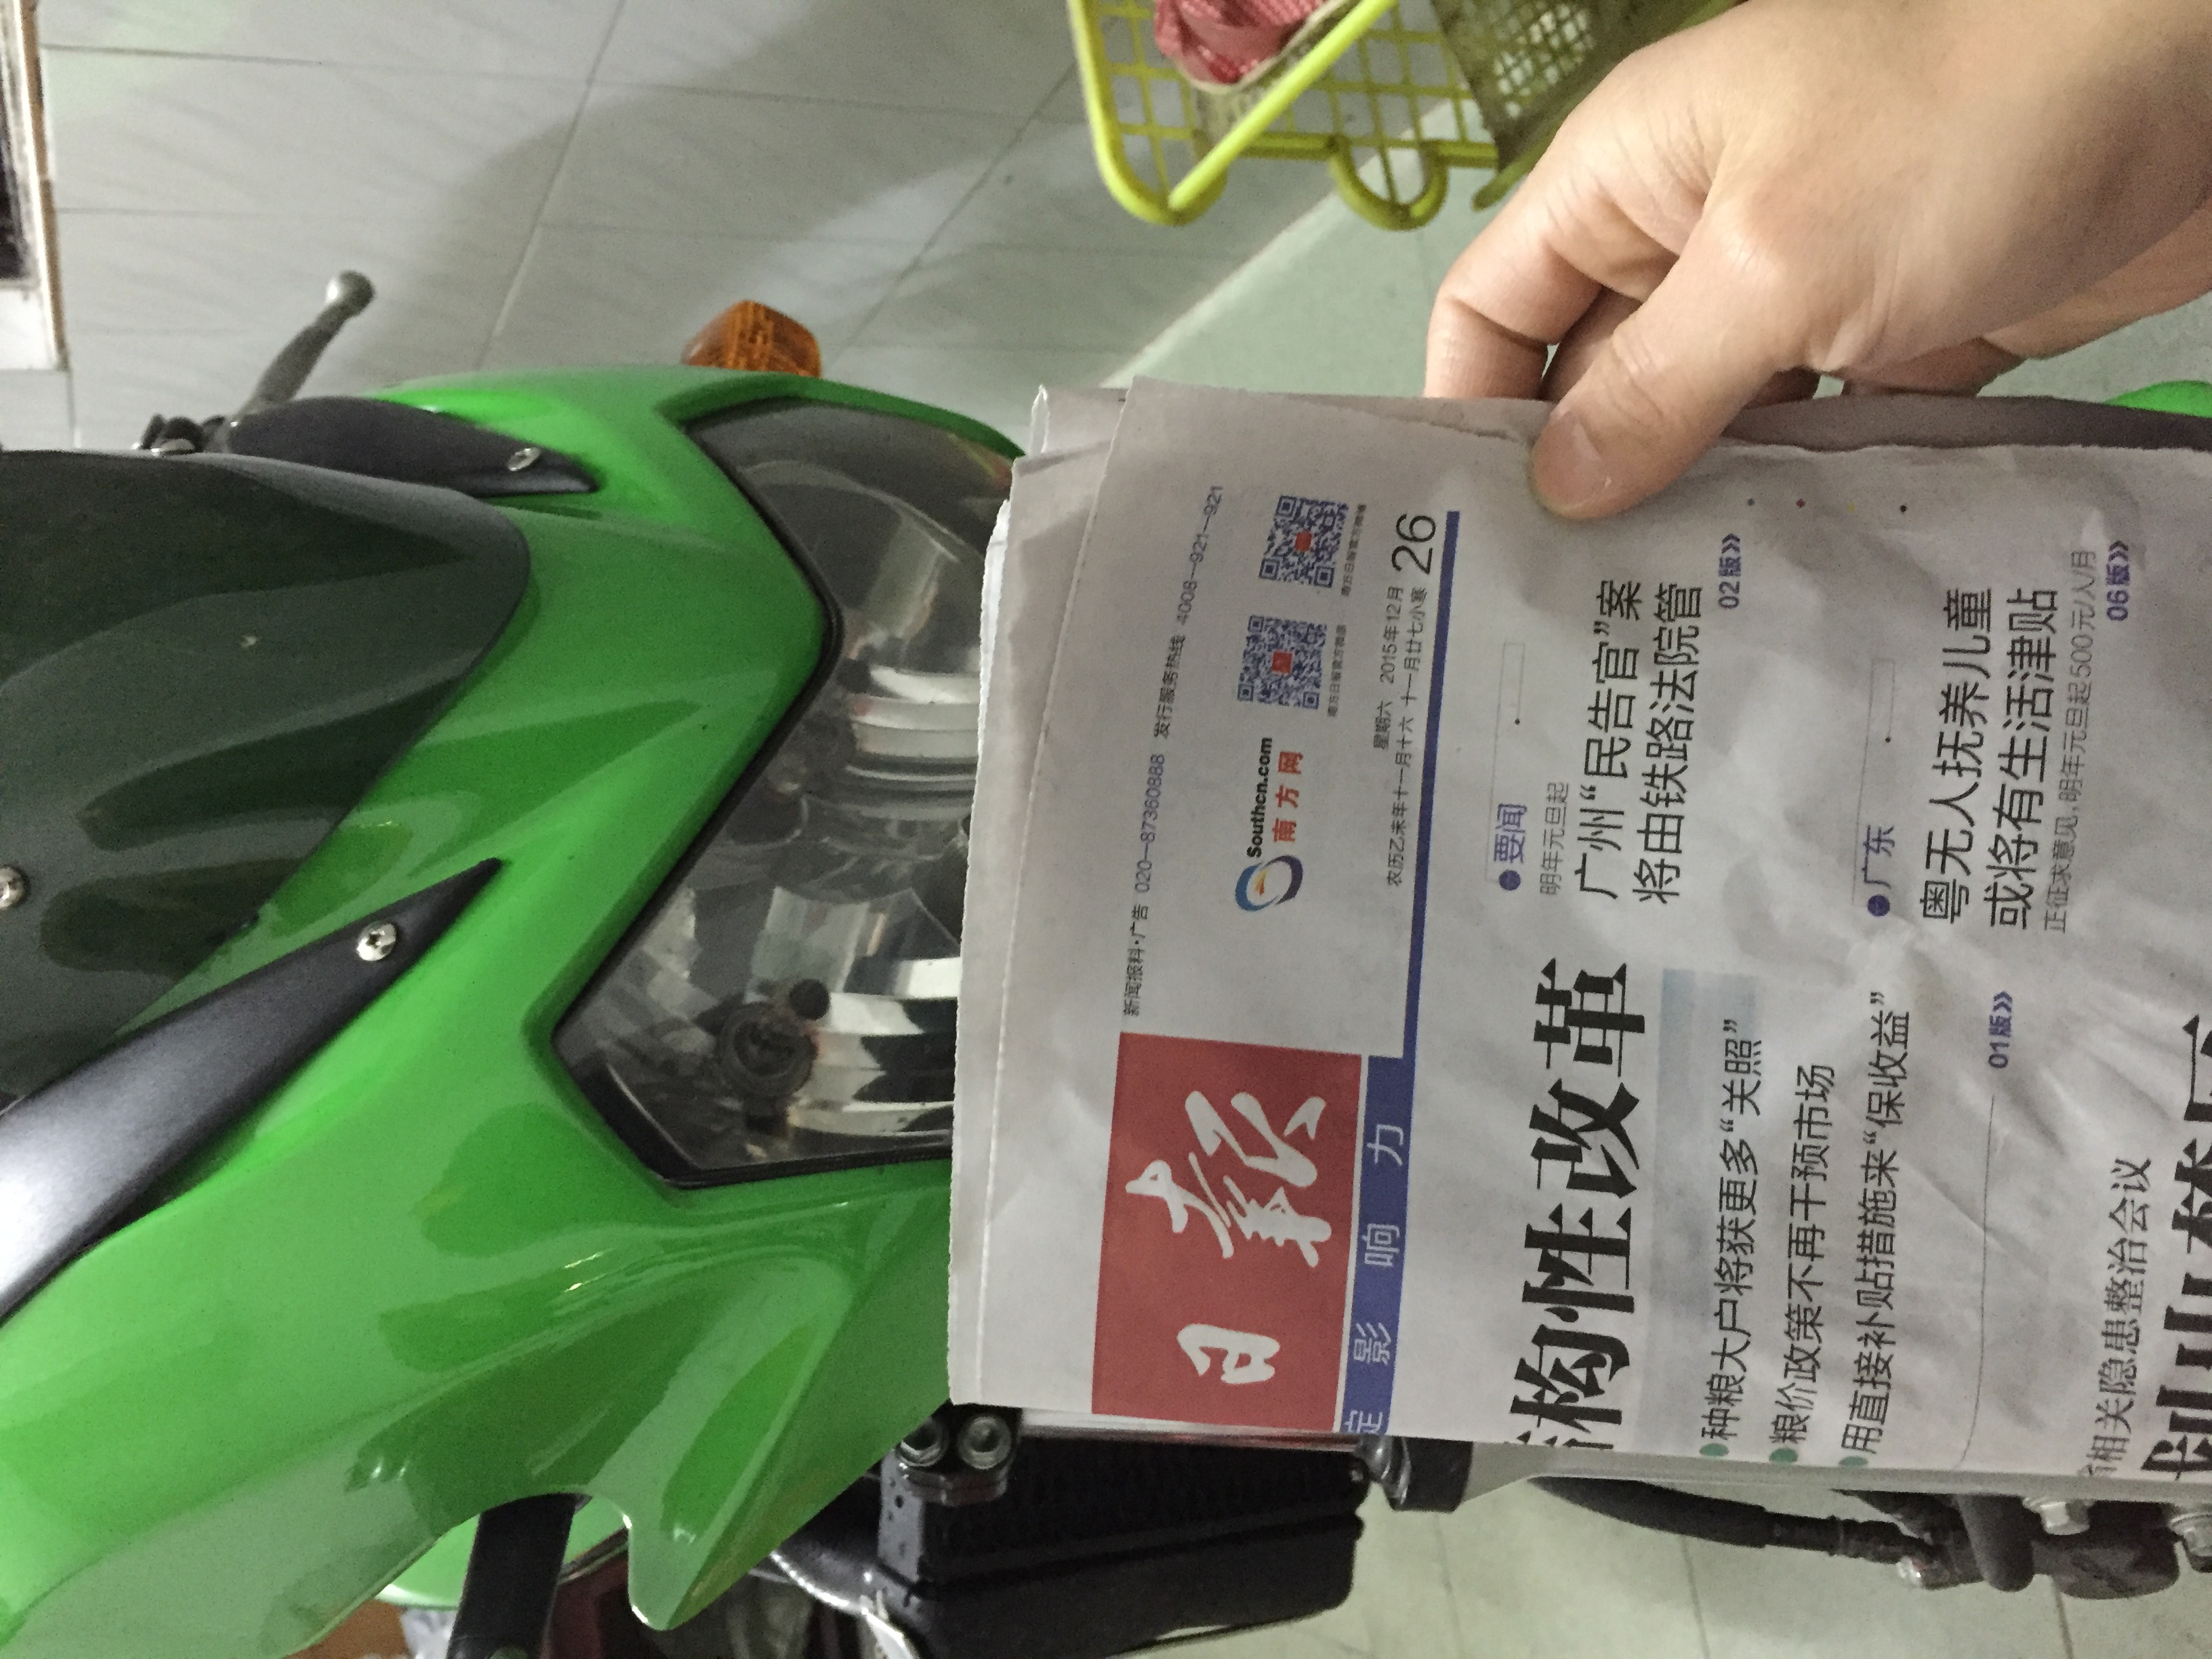 新闻报料·广告 020—87360888 发行服务热线 4008—921—921
日报
Southcn.com
南方网
星期六 2015年12月
农历乙未年十一月十六 十一月廿七小寒
26
定影响力
构性改革
种粮大户将获更多“关照”
粮价政策不再干预市场
用直接补贴措施来“保收益”
01版
相关隐患整治会议
要闻
明年元旦起
广州“民告官”案
将由铁路法院管
02版
广东
粤无人抚养儿童
或将有生活津贴
正征求意见,明年元旦起500元/人/月
06版